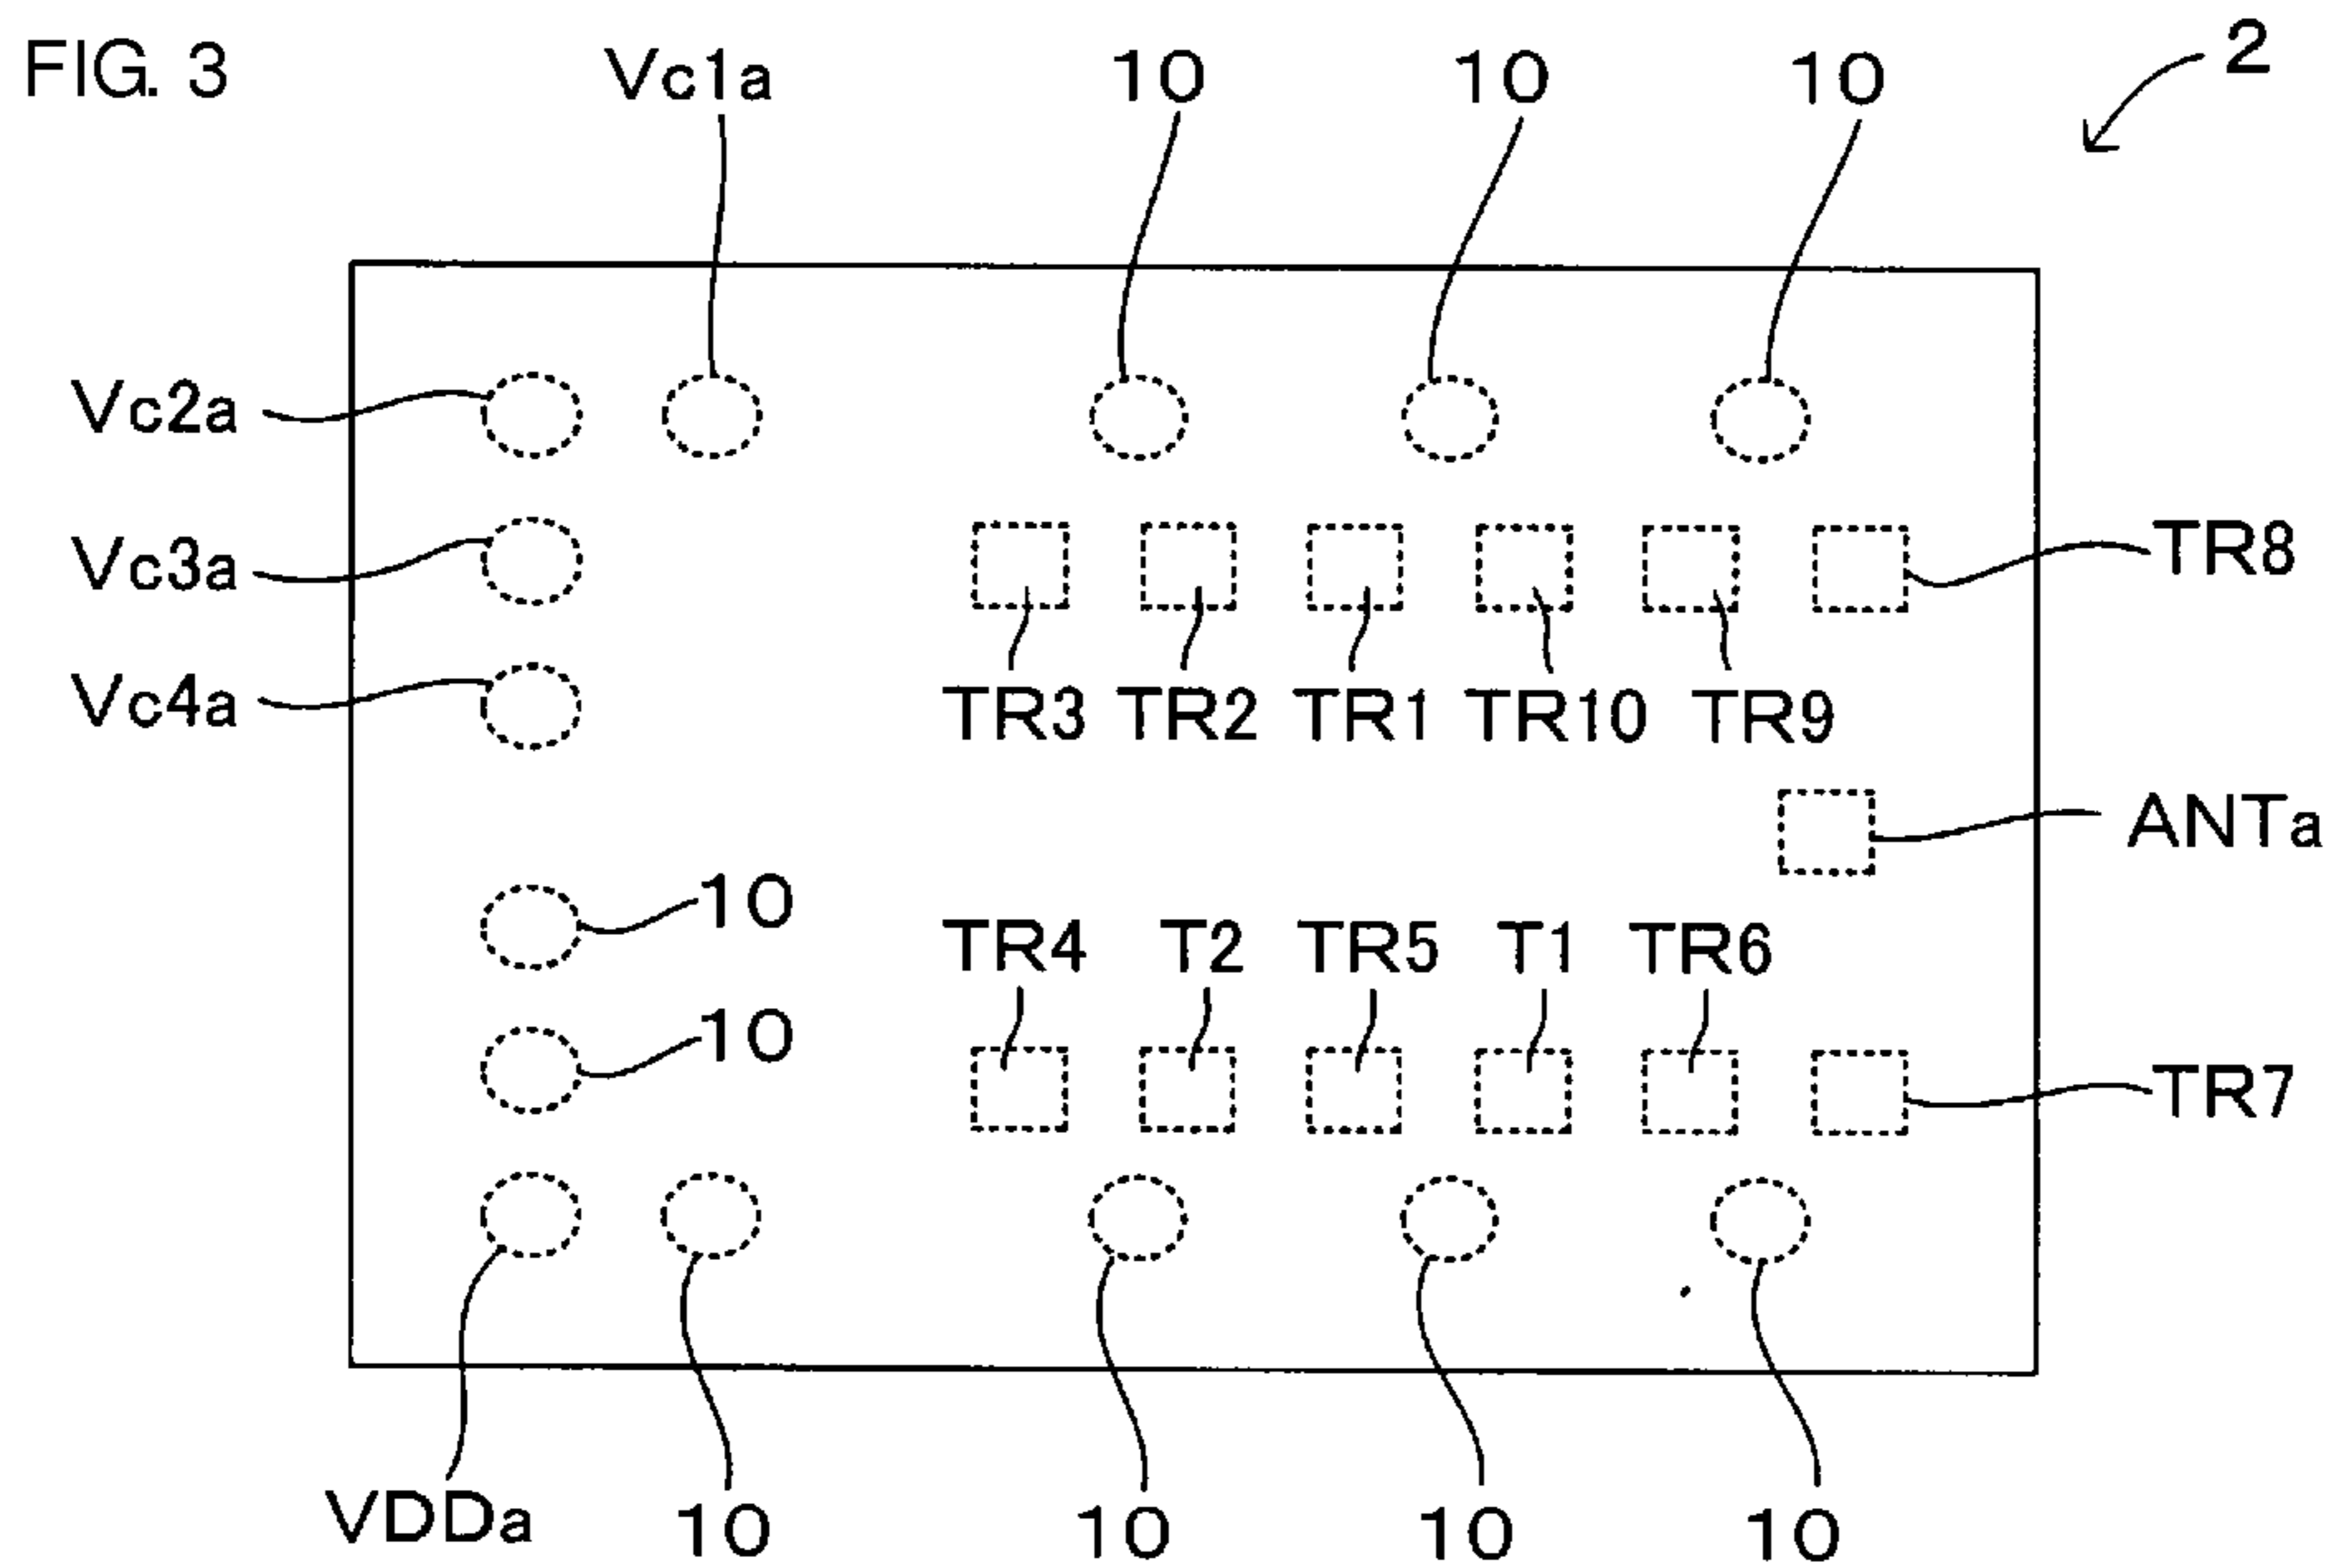 FIG. 3 Vc1a 10 10 10 2
Vc2a
Vc3a TR8
Vc4a TR3 TR2 TR1 TR10 TR9
ANTa
10
TR4 T2 TR5 T1 TR6
10 TR7
VDDa 10 10 10 10